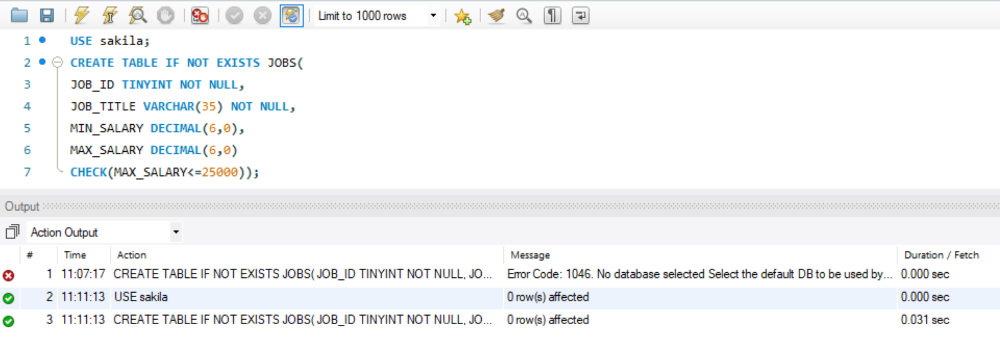 Limit to 1000 rows
1 USE sakila;
2 CREATE TABLE IF NOT EXISTS JOBS(
3 JOB_ID TINYINT NOT NULL,
4 JOB_TITLE VARCHAR(35) NOT NULL,
5 MIN_SALARY DECIMAL(6,0),
6 MAX_SALARY DECIMAL(6,0)
7 CHECK(MAX_SALARY<=25000));
Output
Action Output
# Time Action Message Duration / Fetch
1 11:07:17 CREATE TABLE IF NOT EXISTS JOBS( JOB_ID TINYINT NOT NULL, JO... Error Code: 1046. No database selected Select the default DB to be used by... 0.000 sec
2 11:11:13 USE sakila 0 row(s) affected 0.000 sec
3 11:11:13 CREATE TABLE IF NOT EXISTS JOBS( JOB_ID TINYINT NOT NULL, JO... 0 row(s) affected 0.031 sec